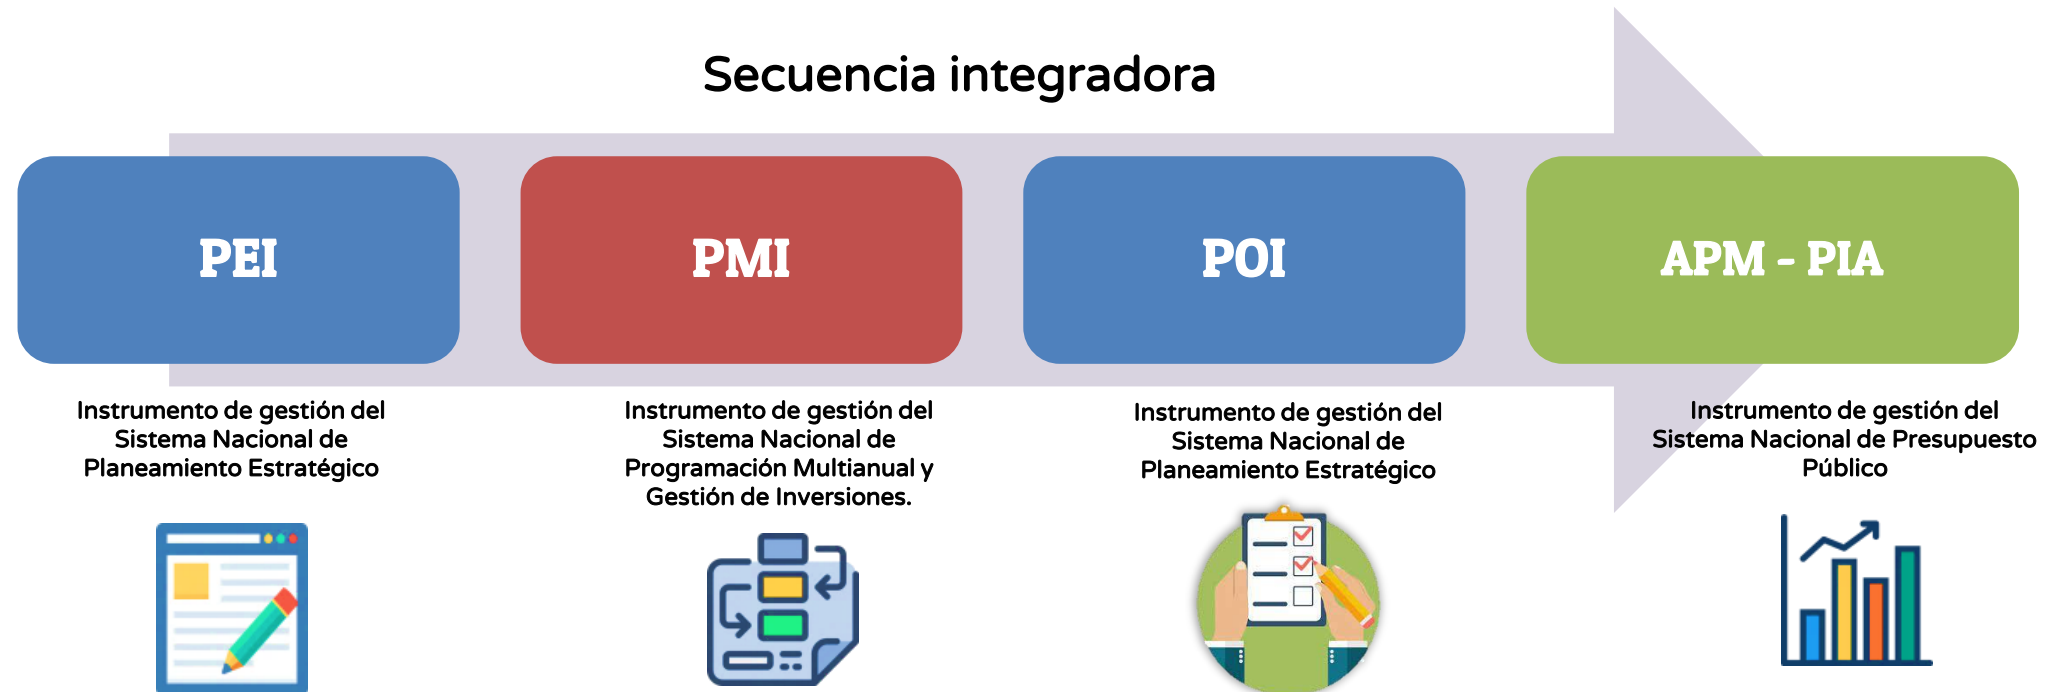 Secuencia integradora
PEI
PMI
POI
APM - PIA
Instrumento de gestión del
Sistema Nacional de
Planeamiento Estratégico
Instrumento de gestión del
Sistema Nacional de
Programación Multianual y
Gestión de Inversiones.
Instrumento de gestión del
Sistema Nacional de
Planeamiento Estratégico
Instrumento de gestión del
Sistema Nacional de Presupuesto
Público